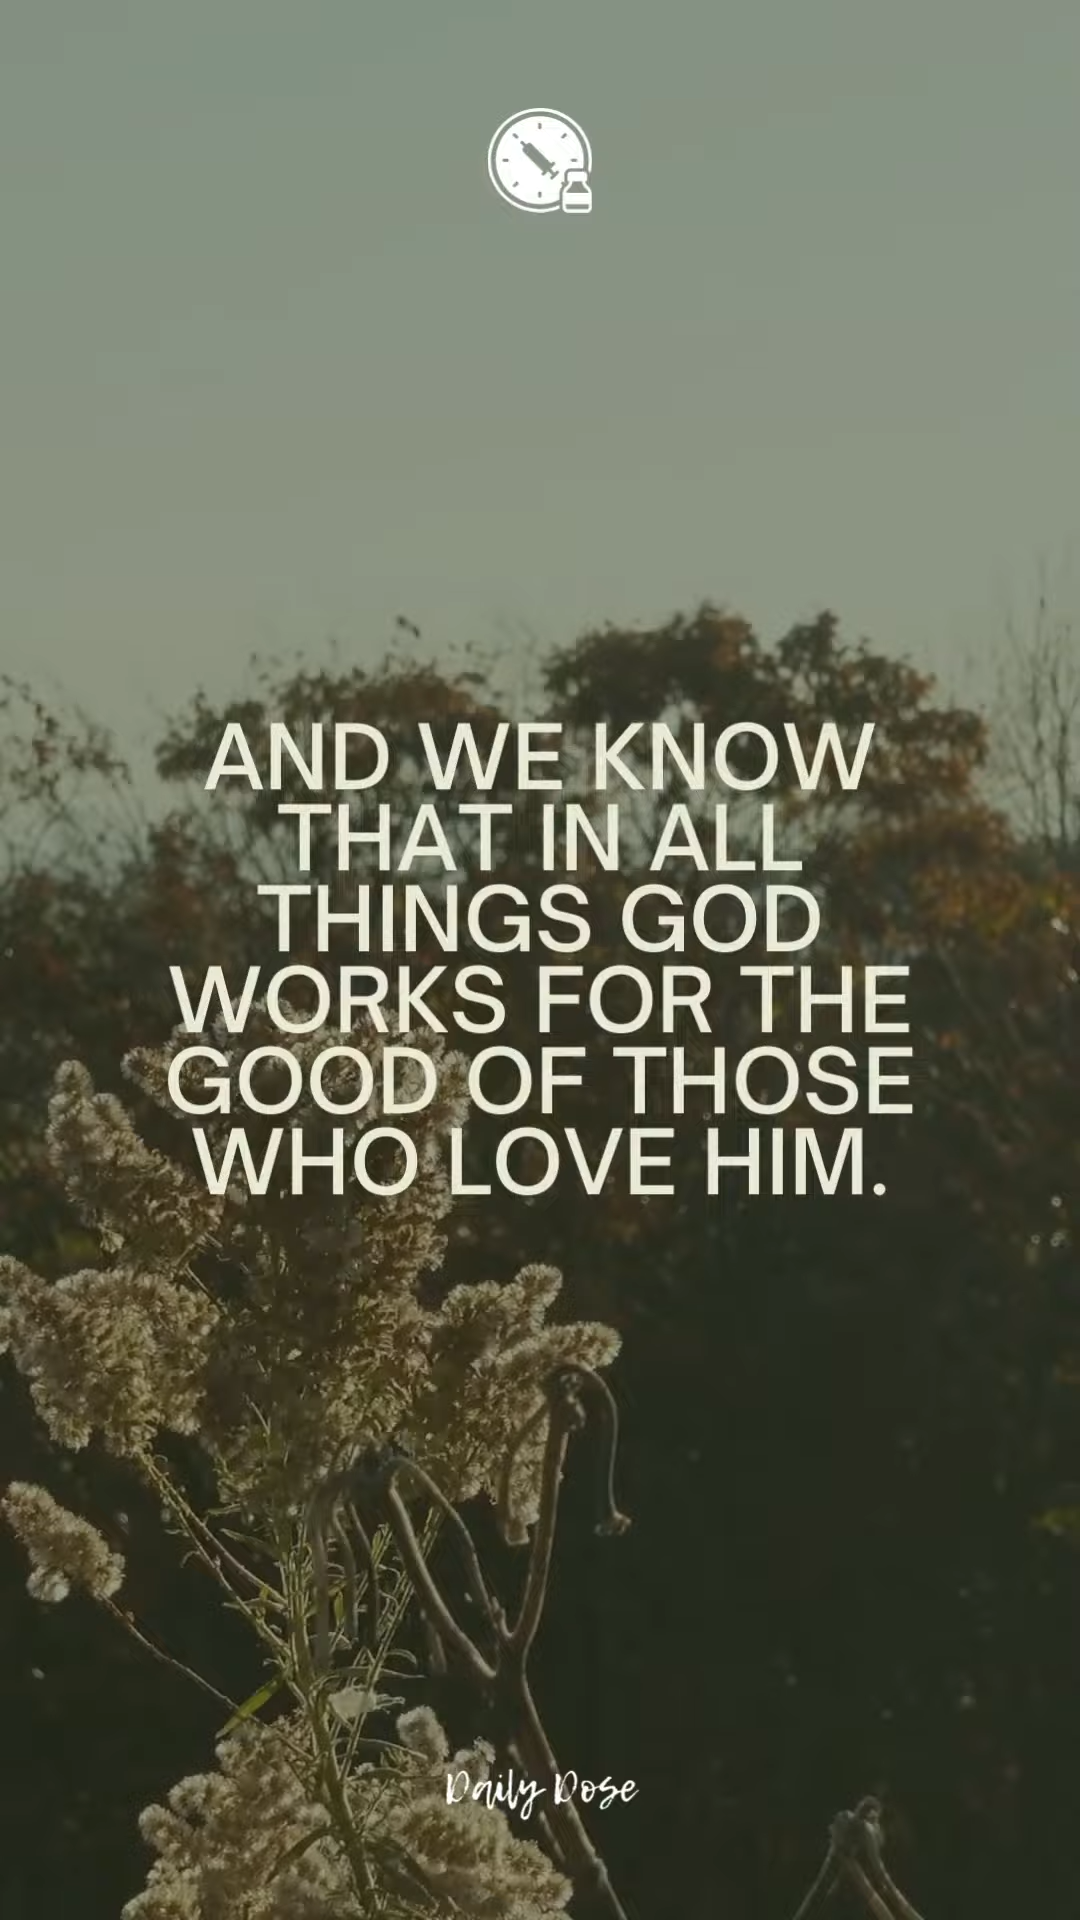 AND WE KNOW
THAT IN ALL
THINGS GOD
WORKS FOR THE
GOOD OF THOSE
WHO LOVE HIM.
Daily Dose